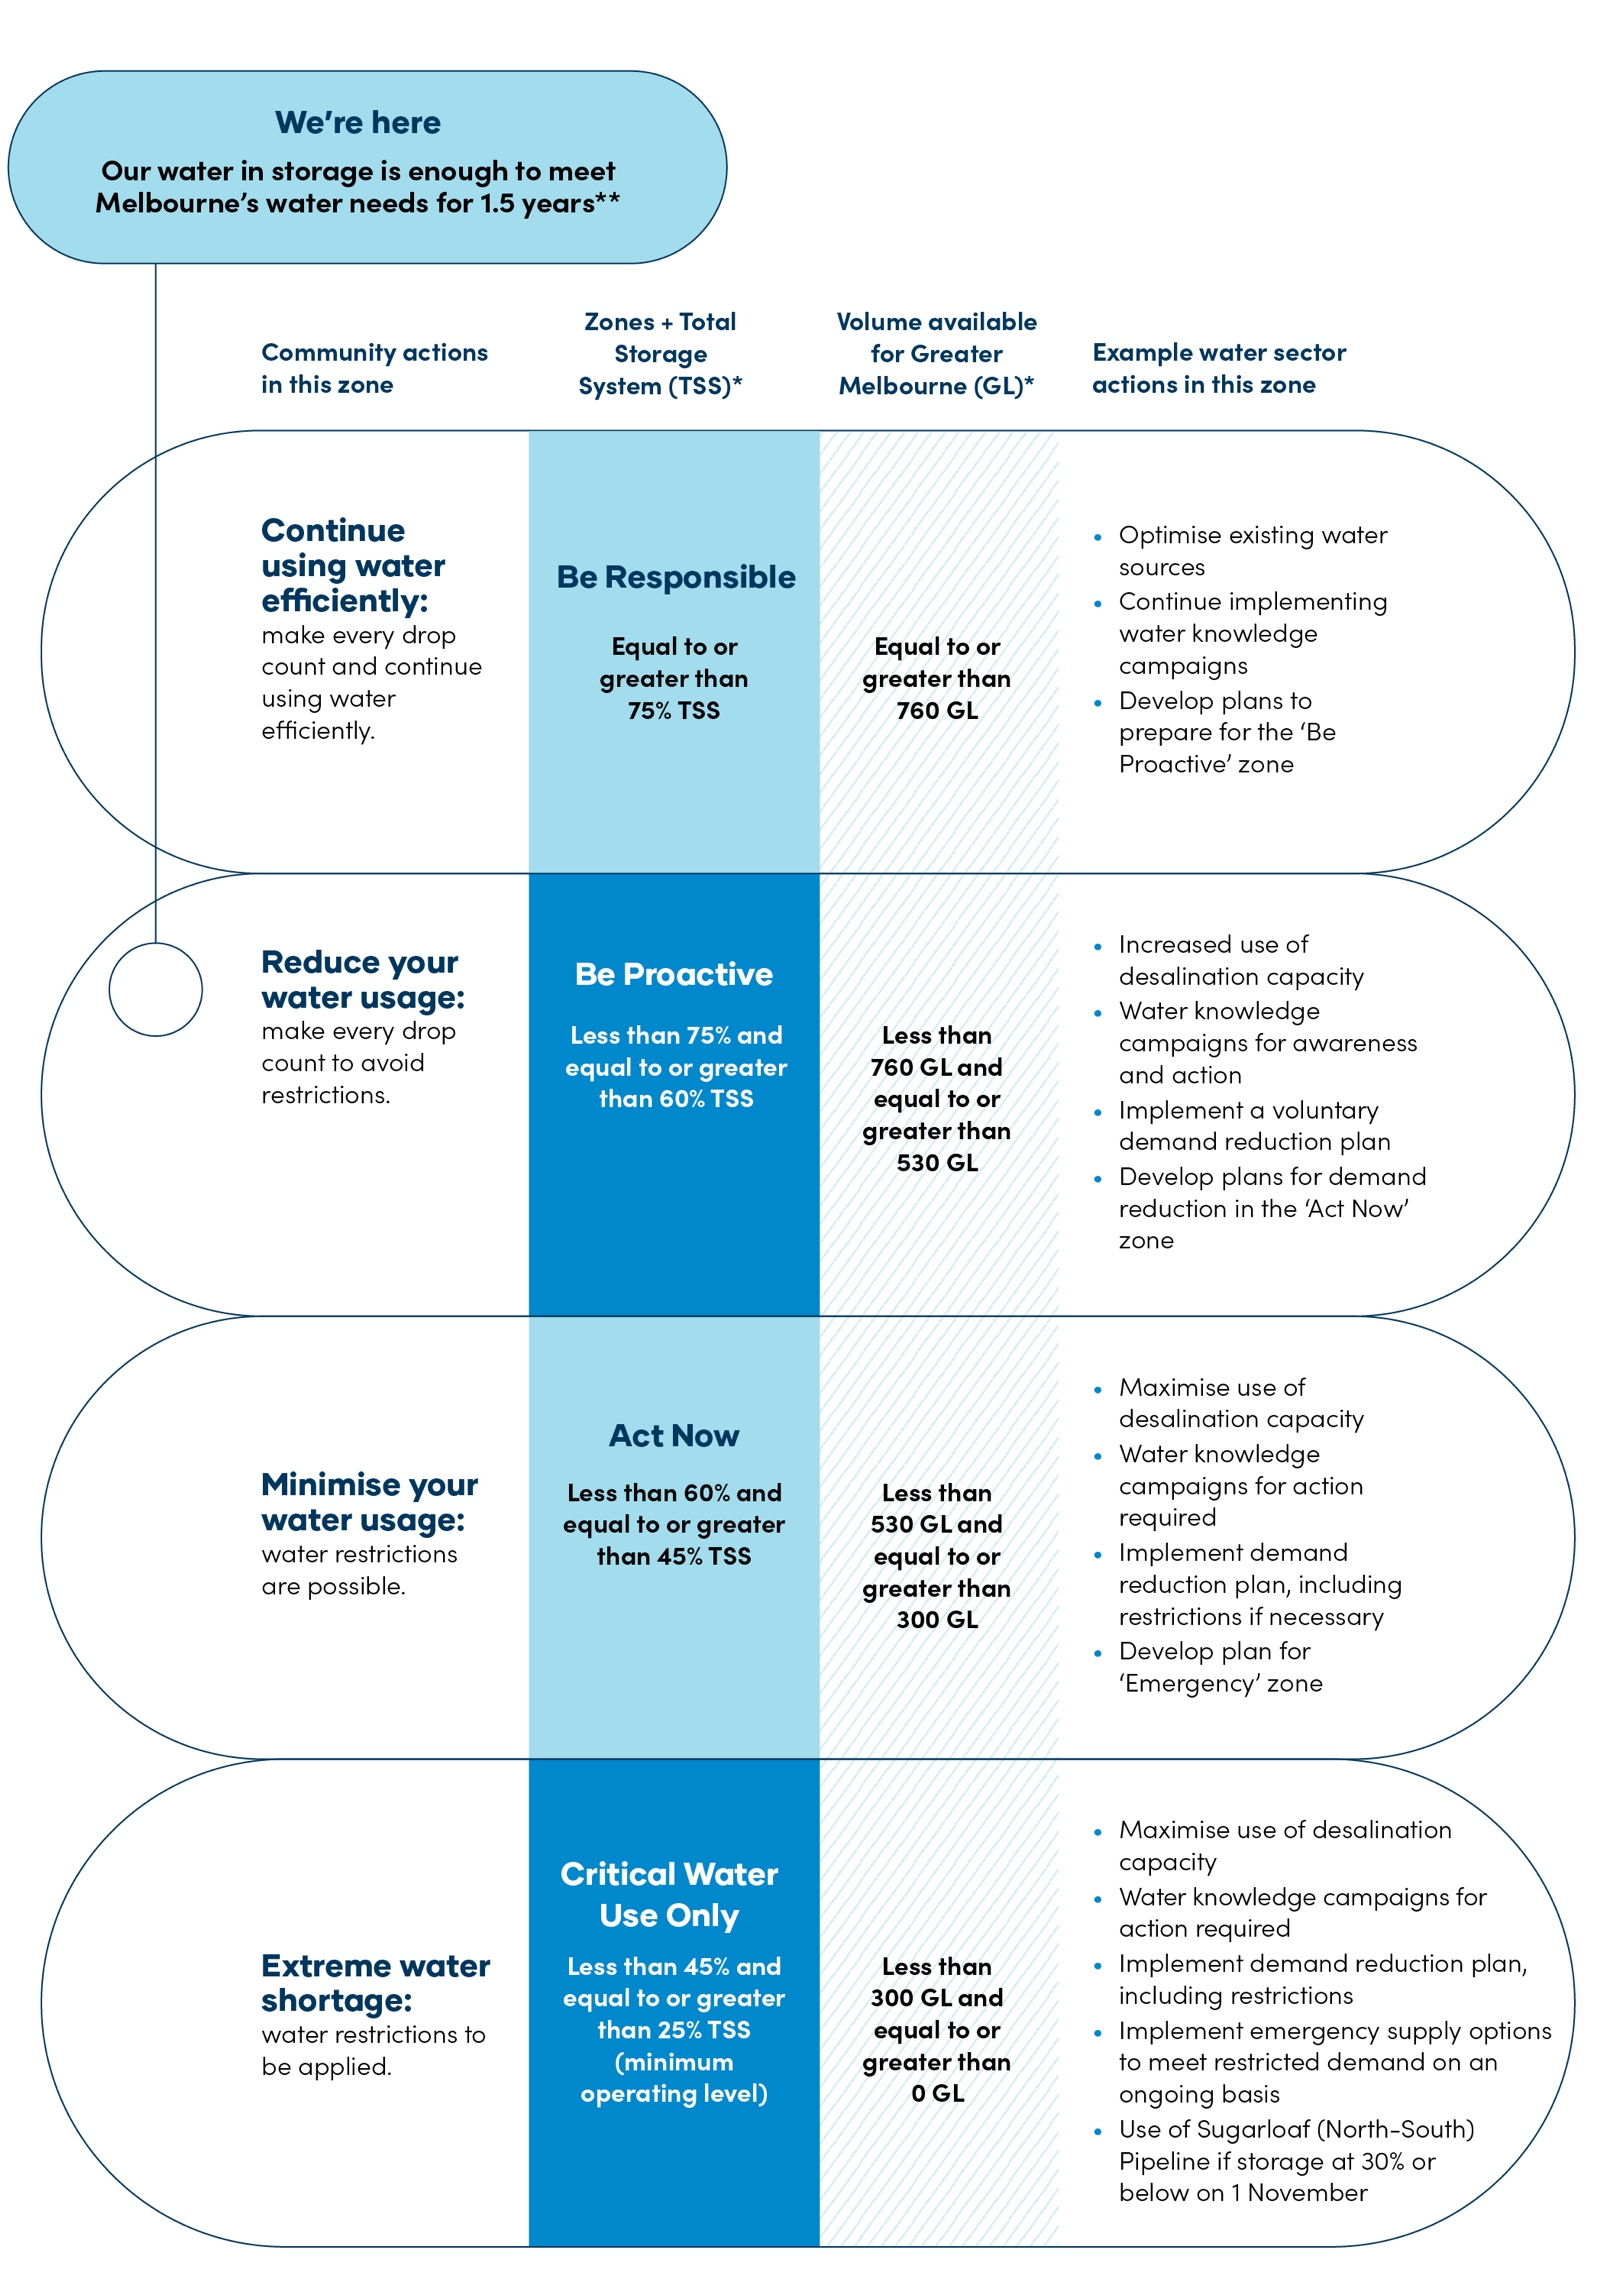 We're here
Our water in storage is enough to meet
Melbourne's water needs for 1.5 years**
Community actions
in this zone
Zones + Total
Storage
System (TSS)*
Volume available
for Greater
Melbourne (GL)*
Example water sector
actions in this zone
Continue
using water
efficiently:
make every drop
count and continue
using water
efficiently.
Be Responsible
Equal to or
greater than
75% TSS
Equal to or
greater than
760 GL
• Optimise existing water
sources
• Continue implementing
water knowledge
campaigns
• Develop plans to
prepare for the ‘Be
Proactive’ zone
Reduce your
water usage:
make every drop
count to avoid
restrictions.
Be Proactive
Less than 75% and
equal to or greater
than 60% TSS
Less than
760 GL and
equal to or
greater than
530 GL
• Increased use of
desalination capacity
• Water knowledge
campaigns for awareness
and action
• Implement a voluntary
demand reduction plan
• Develop plans for demand
reduction in the ‘Act Now’
zone
Minimise your
water usage:
water restrictions
are possible.
Act Now
Less than 60% and
equal to or greater
than 45% TSS
Less than
530 GL and
equal to or
greater than
300 GL
• Maximise use of
desalination capacity
• Water knowledge
campaigns for action
required
• Implement demand
reduction plan, including
restrictions if necessary
• Develop plan for
‘Emergency’ zone
Extreme water
shortage:
water restrictions to
be applied.
Critical Water
Use Only
Less than 45% and
equal to or greater
than 25% TSS
(minimum
operating level)
Less than
300 GL and
equal to or
greater than
0 GL
• Maximise use of desalination
capacity
• Water knowledge campaigns for
action required
• Implement demand reduction plan,
including restrictions
• Implement emergency supply options
to meet restricted demand on an
ongoing basis
• Use of Sugarloaf (North-South)
Pipeline if storage at 30% or
below on 1 November